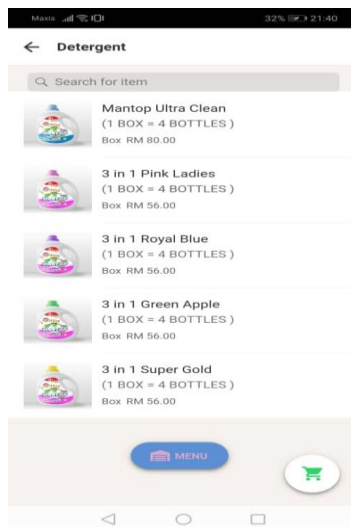 Maxis 32% 21:40
Detergent
Search for item
Mantop Ultra Clean
(1 BOX = 4 BOTTLES )
Box RM 80.00
3 in 1 Pink Ladies
(1 BOX = 4 BOTTLES )
Box RM 56.00
3 in 1 Royal Blue
(1 BOX = 4 BOTTLES )
Box RM 56.00
3 in 1 Green Apple
(1 BOX = 4 BOTTLES )
Box RM 56.00
3 in 1 Super Gold
(1 BOX = 4 BOTTLES )
Box RM 56.00
MENU